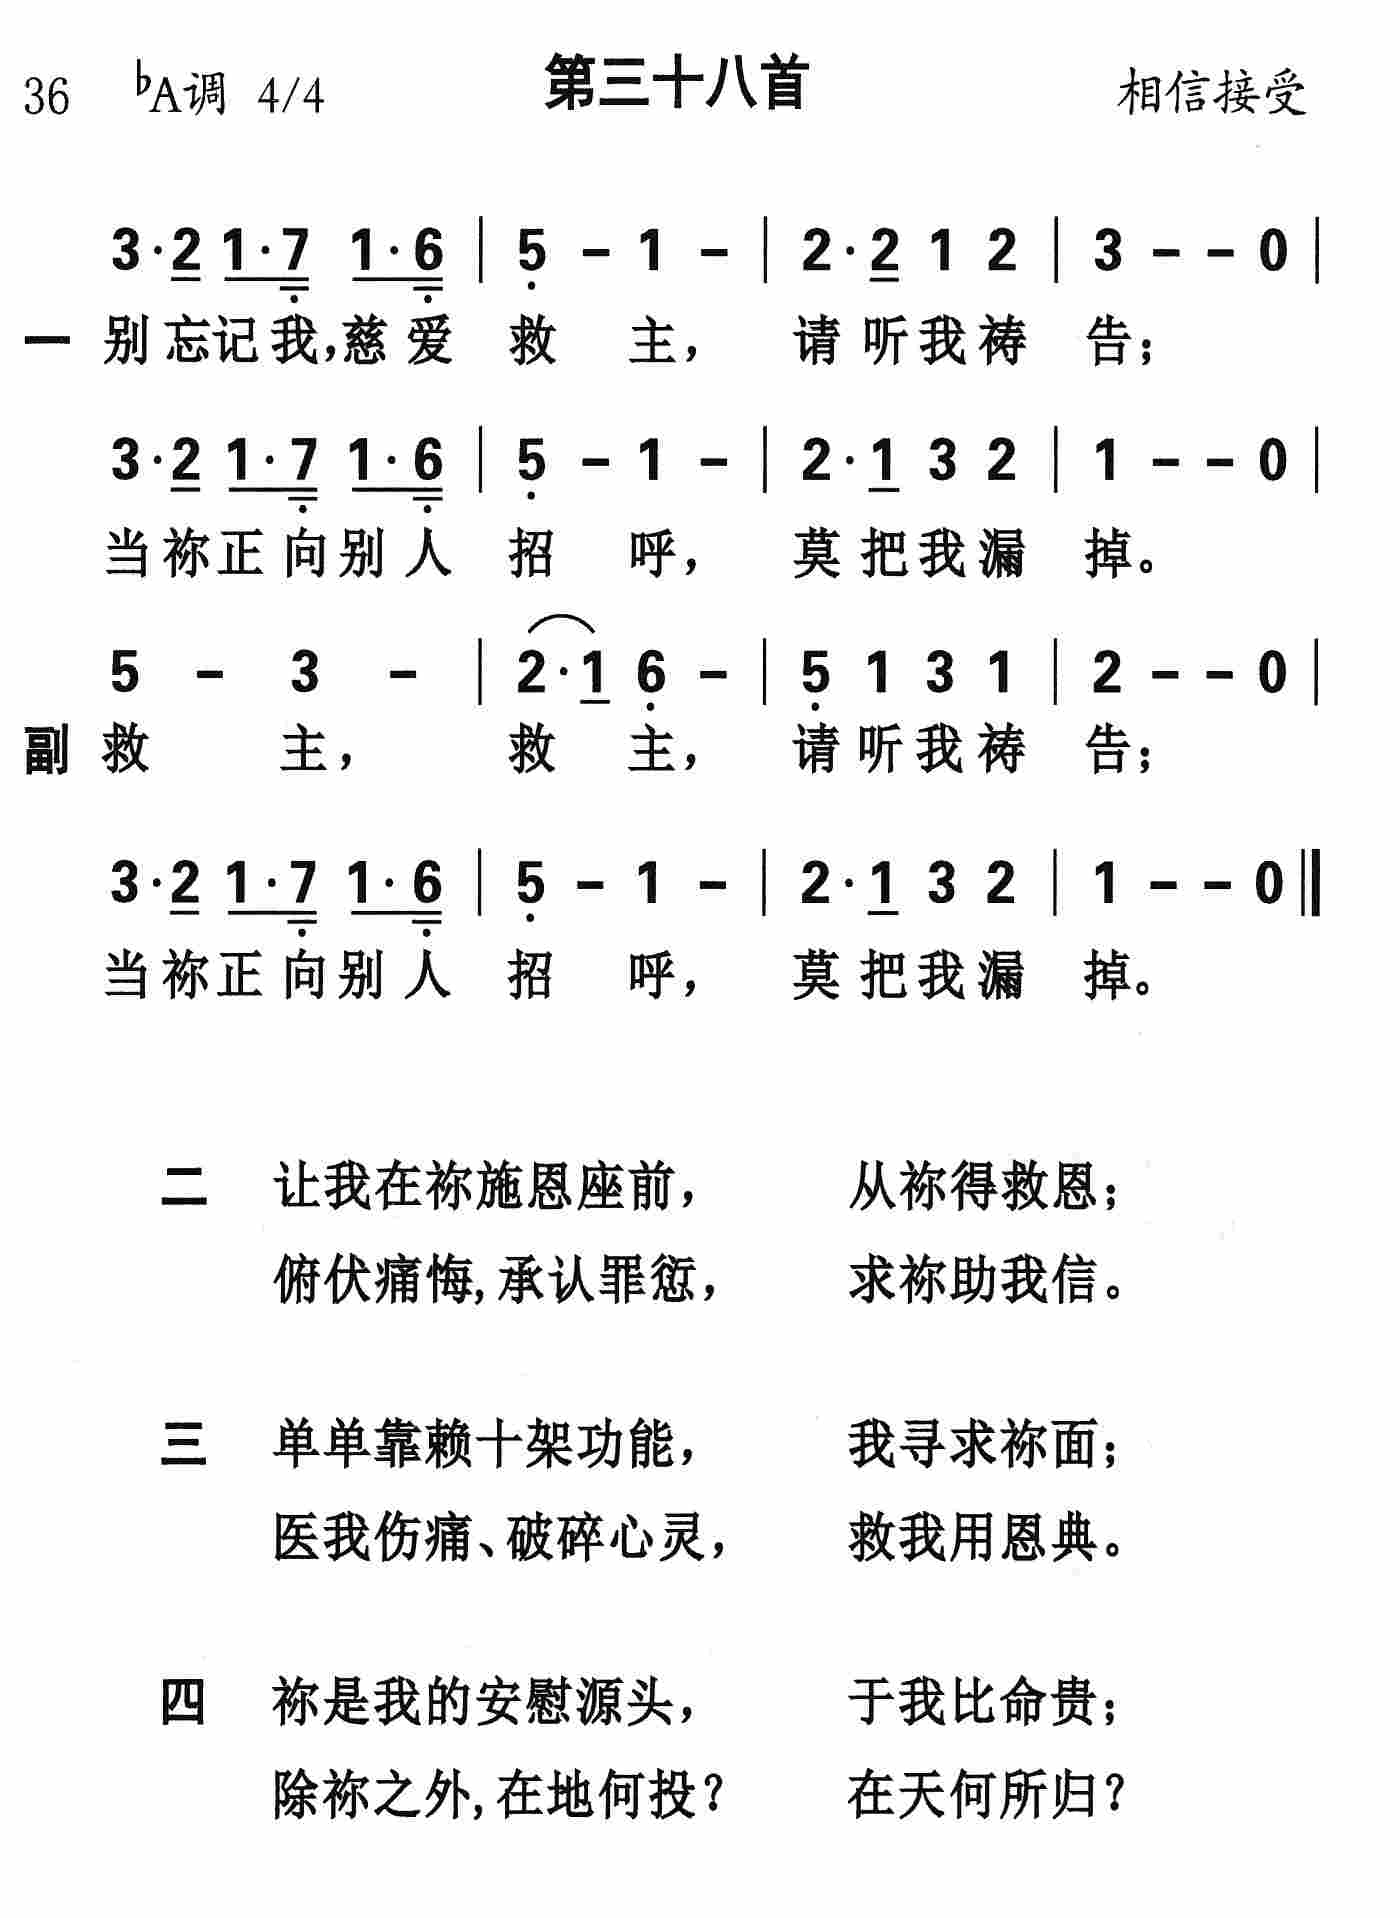 36 ♭A调 4/4 第三十八首 相信接受
3·2 1·7 1·6 | 5 - 1 - | 2·2 1 2 | 3 - - 0 |
一 别忘记我,慈爱救主, 请听我祷告;
3·2 1·7 1·6 | 5 - 1 - | 2·1 3 2 | 1 - - 0 |
当祢正向别人招呼, 莫把我漏掉。
5 - 3 - | 2·1 6 - | 5 1 3 1 | 2 - - 0 |
副 救主, 救主, 请听我祷告;
3·2 1·7 1·6 | 5 - 1 - | 2·1 3 2 | 1 - - 0 ‖
当祢正向别人招呼, 莫把我漏掉。
二 让我在祢施恩座前, 从祢得救恩;
俯伏痛悔,承认罪愆, 求祢助我信。
三 单单靠赖十架功能, 我寻求祢面;
医我伤痛、破碎心灵, 救我用恩典。
四 祢是我的安慰源头, 于我比命贵;
除祢之外,在地何投? 在天何所归?